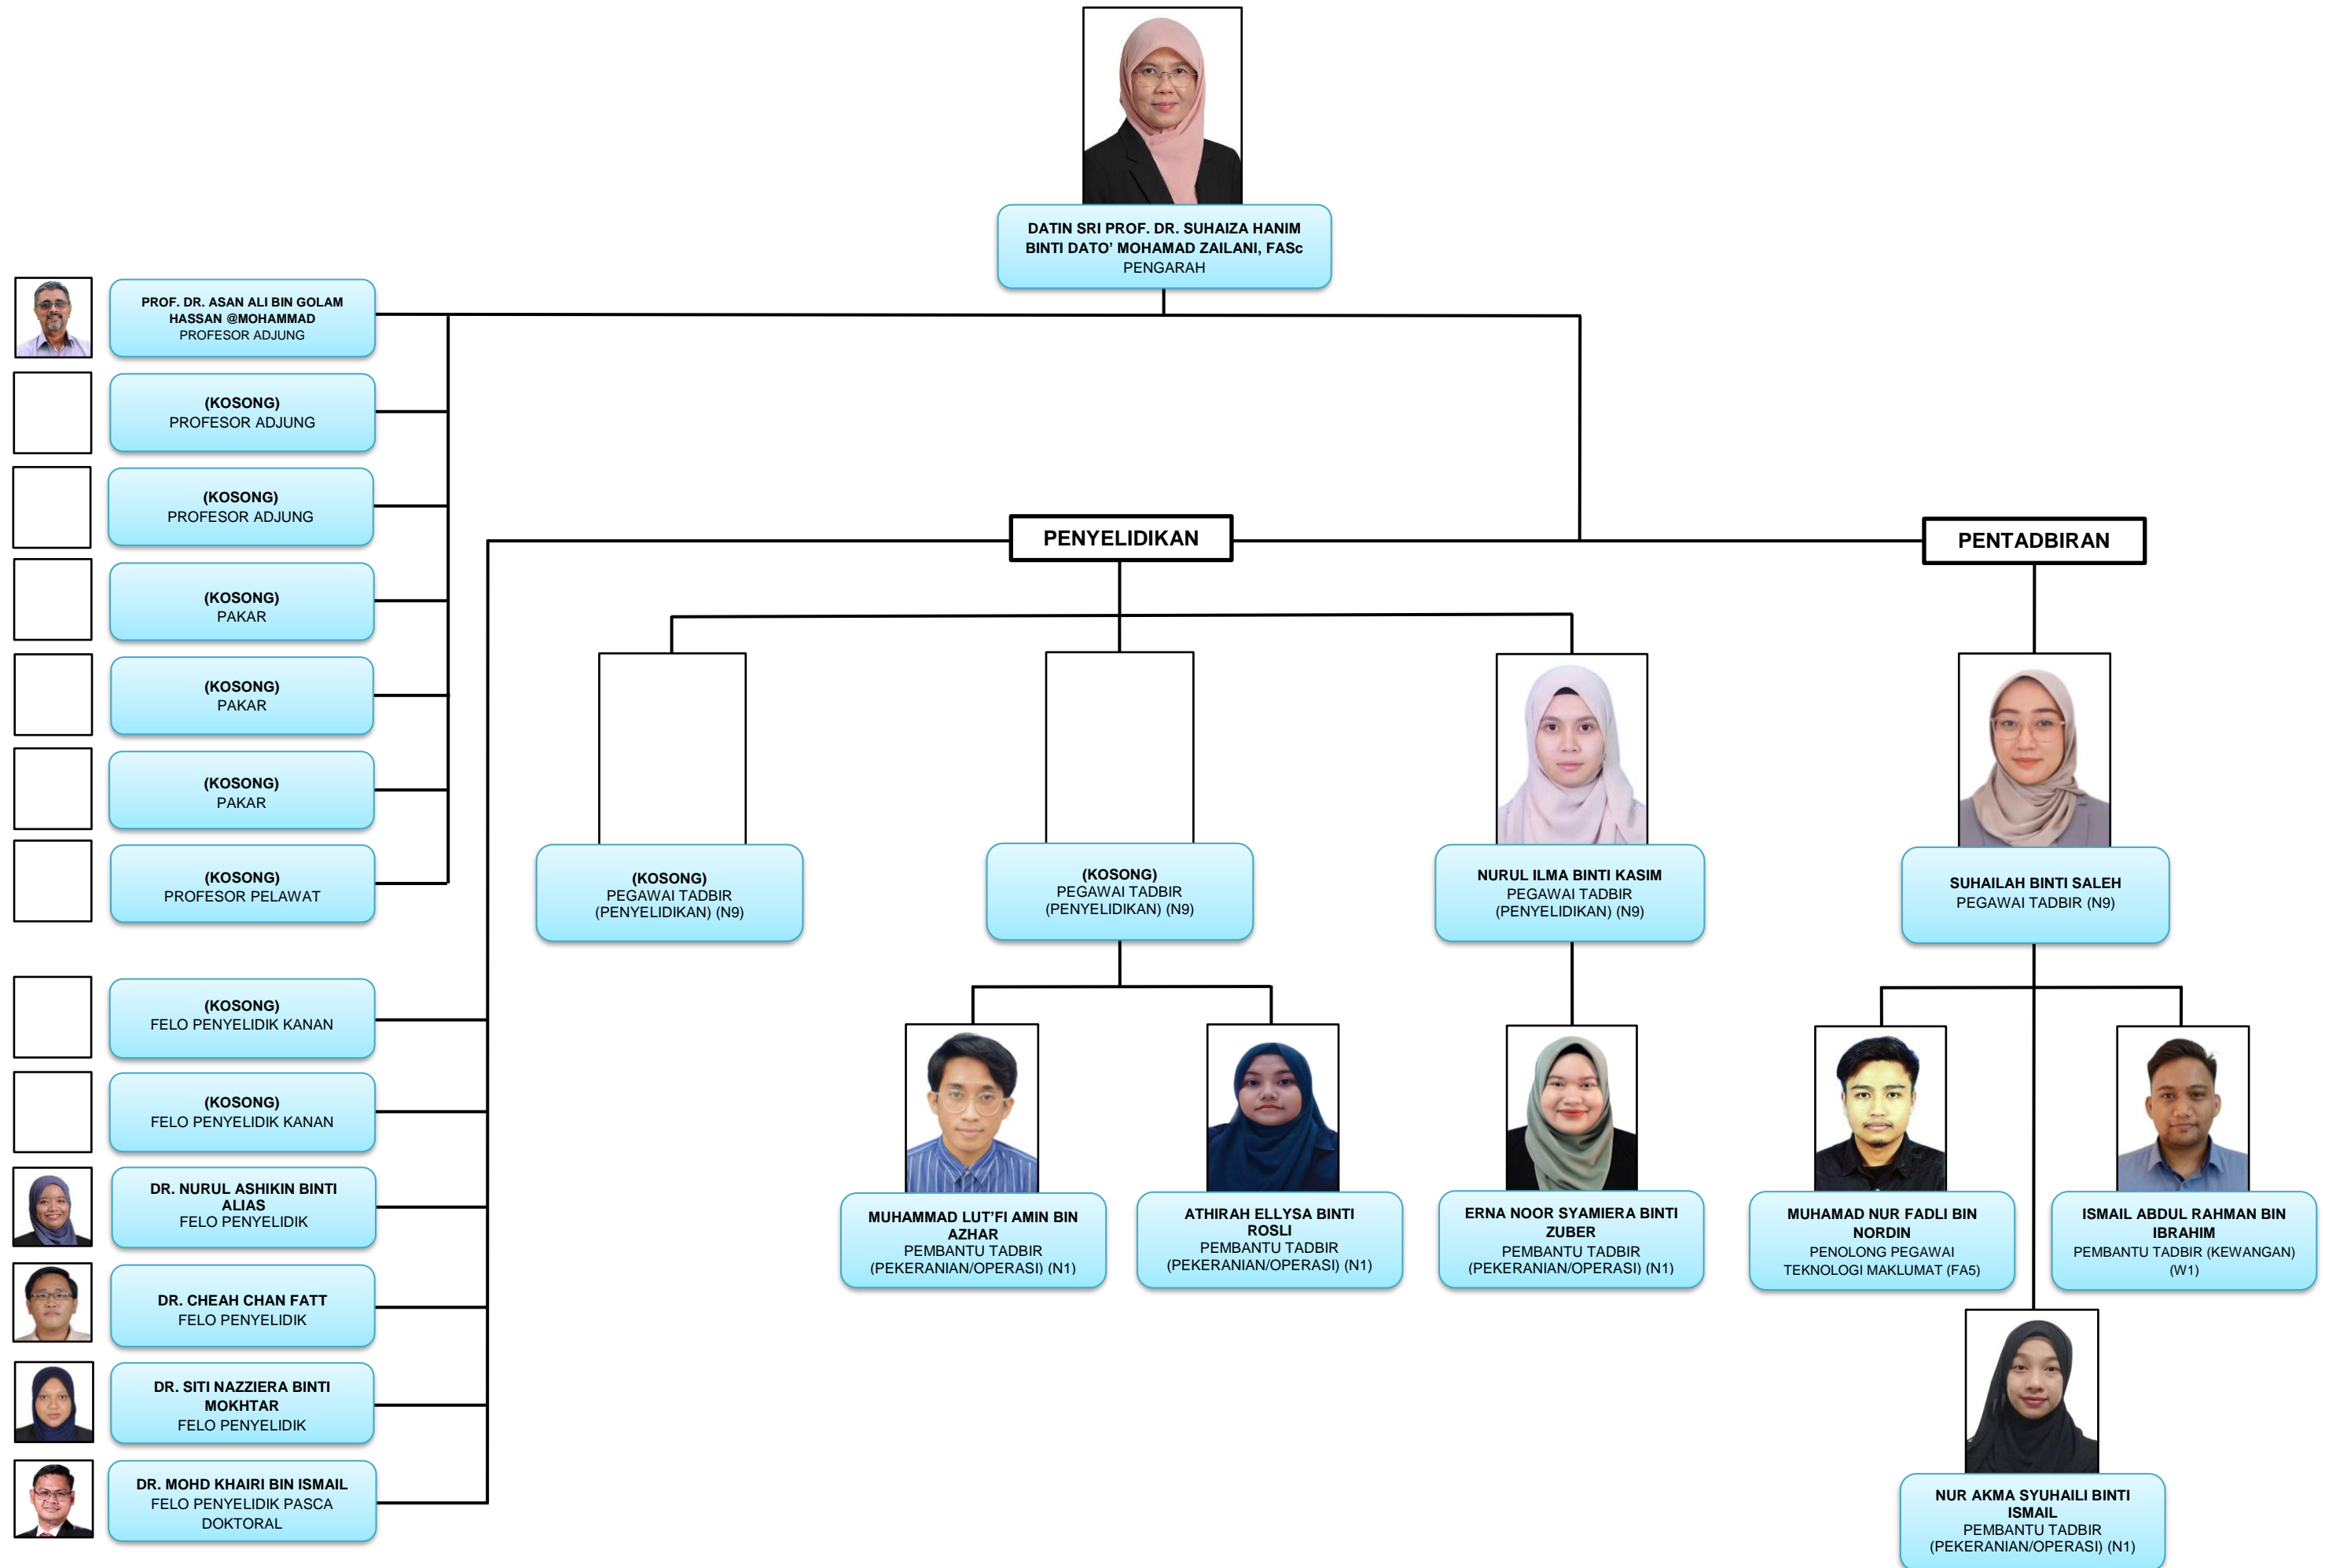 DATIN SRI PROF. DR. SUHAIZA HANIM
BINTI DATO’ MOHAMAD ZAILANI, FASc
PENGARAH
PROF. DR. ASAN ALI BIN GOLAM
HASSAN @MOHAMMAD
PROFESOR ADJUNG
(KOSONG)
PROFESOR ADJUNG
(KOSONG)
PROFESOR ADJUNG
(KOSONG)
PAKAR
(KOSONG)
PAKAR
(KOSONG)
PAKAR
(KOSONG)
PROFESOR PELAWAT
(KOSONG)
FELO PENYELIDIK KANAN
(KOSONG)
FELO PENYELIDIK KANAN
DR. NURUL ASHIKIN BINTI
ALIAS
FELO PENYELIDIK
DR. CHEAH CHAN FATT
FELO PENYELIDIK
DR. SITI NAZZIERA BINTI
MOKHTAR
FELO PENYELIDIK
DR. MOHD KHAIRI BIN ISMAIL
FELO PENYELIDIK PASCA
DOKTORAL
PENYELIDIKAN
(KOSONG)
PEGAWAI TADBIR
(PENYELIDIKAN) (N9)
(KOSONG)
PEGAWAI TADBIR
(PENYELIDIKAN) (N9)
NURUL ILMA BINTI KASIM
PEGAWAI TADBIR
(PENYELIDIKAN) (N9)
MUHAMMAD LUT’FI AMIN BIN
AZHAR
PEMBANTU TADBIR
(PEKERANIAN/OPERASI) (N1)
ATHIRAH ELLYSA BINTI
ROSLI
PEMBANTU TADBIR
(PEKERANIAN/OPERASI) (N1)
ERNA NOOR SYAMIERA BINTI
ZUBER
PEMBANTU TADBIR
(PEKERANIAN/OPERASI) (N1)
PENTADBIRAN
SUHAILAH BINTI SALEH
PEGAWAI TADBIR (N9)
MUHAMAD NUR FADLI BIN
NORDIN
PENOLONG PEGAWAI
TEKNOLOGI MAKLUMAT (FA5)
ISMAIL ABDUL RAHMAN BIN
IBRAHIM
PEMBANTU TADBIR (KEWANGAN)
(W1)
NUR AKMA SYUHAILI BINTI
ISMAIL
PEMBANTU TADBIR
(PEKERANIAN/OPERASI) (N1)